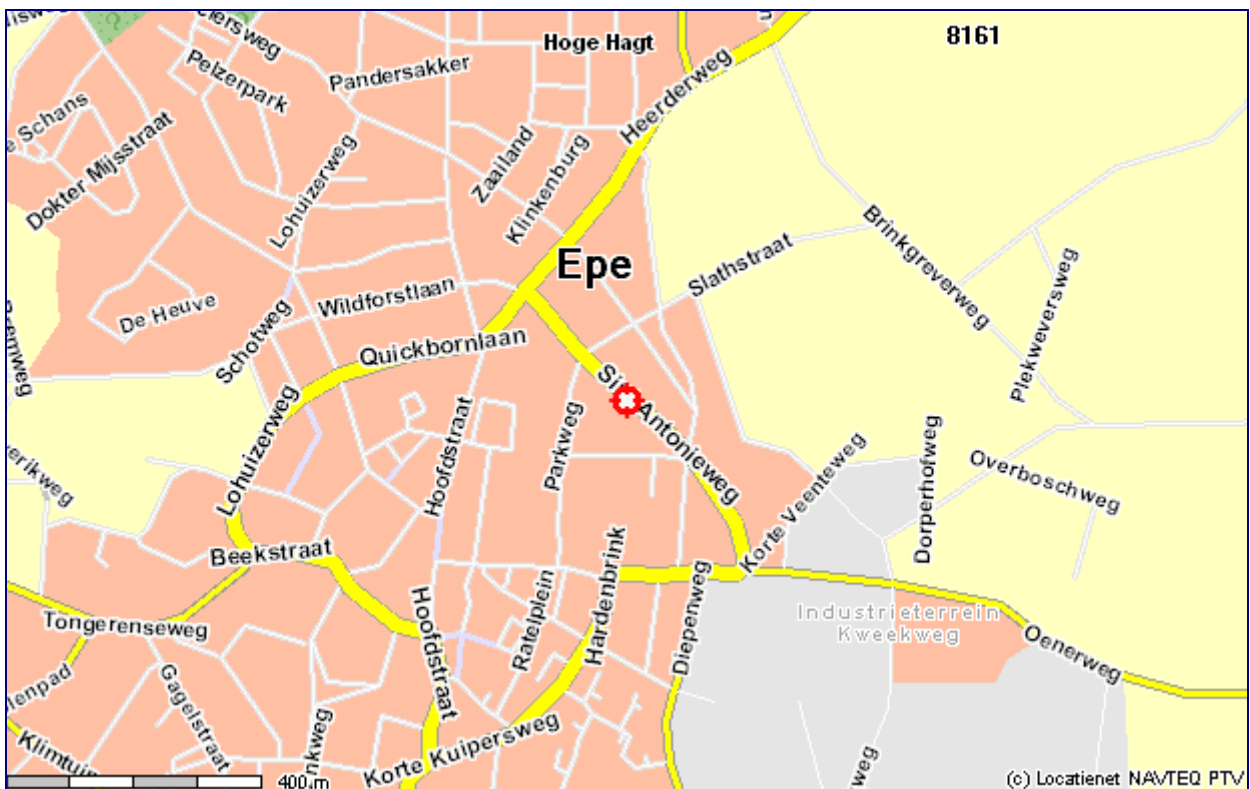 Hoge Hagt
8161
Pelzerpark
Pandersakker
Heerderweg
Dokter Mijsstraat
Lohuizerweg
Zaailand
Klinkenburg
Epe
Slathstraat
Brinkgreverweg
Plekweversweg
De Heuve
Wildforstlaan
Schotweg
Quickbornlaan
Antonieweg
Lohuizerweg
Hoofdstraat
Parkweg
Korte Veenteweg
Dorperhofweg
Overboschweg
Beekstraat
Hoofdstraat
Ratelplein
Hardenbrink
Diepenweg
Industrieterrein
Kweekweg
Oenerweg
Tongerenseweg
Gagelstraat
Korte Kuipersweg
400 m
(c) Locatienet NAVTEQ PTV